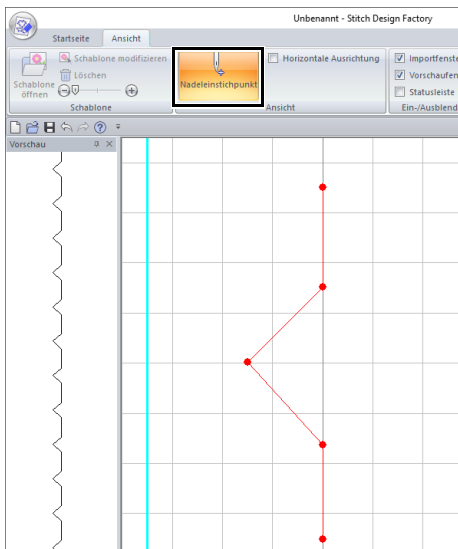 Unbenannt - Stitch Design Factory
Startseite Ansicht
Schablone öffnen
Schablone modifizieren
Löschen
Schablone
Nadeleinstichpunkt
Horizontale Ausrichtung
Ansicht
Importfenste
Vorschaufen
Statusleiste
Ein-/Ausblend
Vorschau